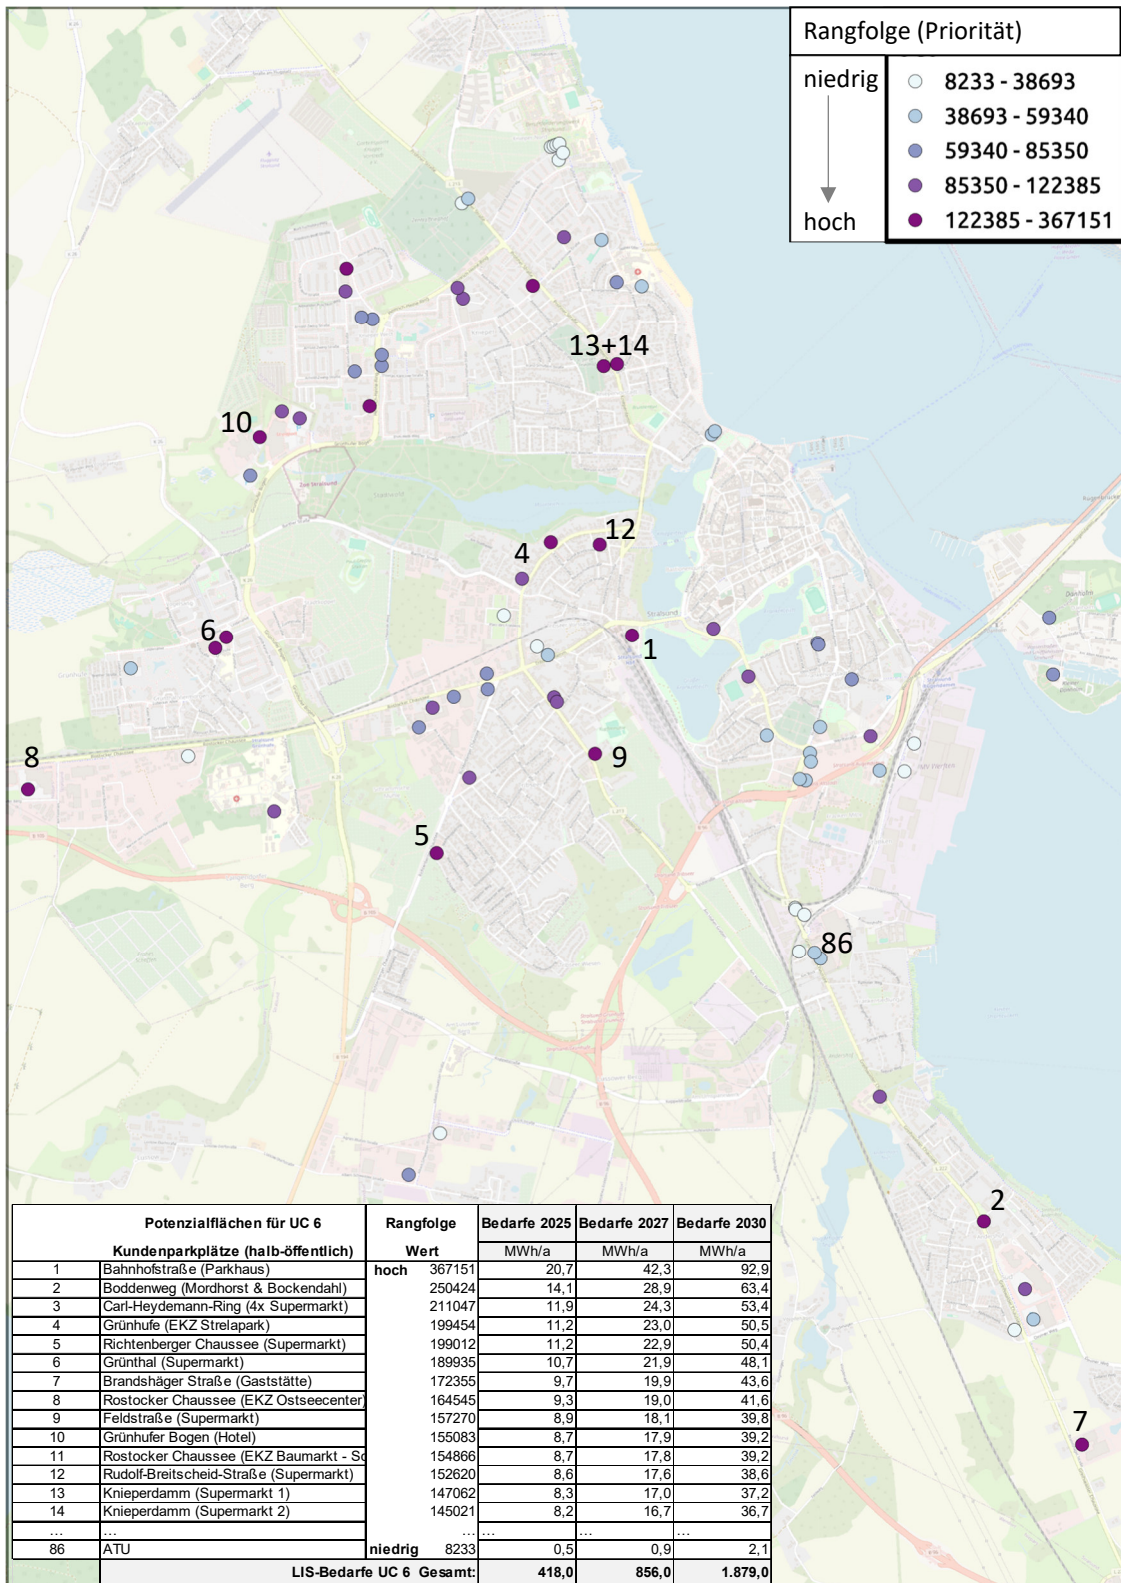 Rangfolge (Priorität)
niedrig
hoch
8233 - 38693
38693 - 59340
59340 - 85350
85350 - 122385
122385 - 367151
13+14
10
12
4
6
1
8
9
5
86
2
7
Stralsund
Potenzialflächen für UC 6 Rangfolge Bedarfe 2025 Bedarfe 2027 Bedarfe 2030
Kundenparkplätze (halb-öffentlich) Wert MWh/a MWh/a MWh/a
1 Bahnhofstraße (Parkhaus) hoch 367151 20,7 42,3 92,9
2 Boddenweg (Mordhorst & Bockendahl) 250424 14,1 28,9 63,4
3 Carl-Heydemann-Ring (4x Supermarkt) 211047 11,9 24,3 53,4
4 Grünhufe (EKZ Strelapark) 199454 11,2 23,0 50,5
5 Richtenberger Chaussee (Supermarkt) 199012 11,2 22,9 50,4
6 Grünthal (Supermarkt) 189935 10,7 21,9 48,1
7 Brandshäger Straße (Gaststätte) 172355 9,7 19,9 43,6
8 Rostocker Chaussee (EKZ Ostseecenter) 164545 9,3 19,0 41,6
9 Feldstraße (Supermarkt) 157270 8,9 18,1 39,8
10 Grünhufer Bogen (Hotel) 155083 8,7 17,9 39,2
11 Rostocker Chaussee (EKZ Baumarkt - So 154866 8,7 17,8 39,2
12 Rudolf-Breitscheid-Straße (Supermarkt) 152620 8,6 17,6 38,6
13 Knieperdamm (Supermarkt 1) 147062 8,3 17,0 37,2
14 Knieperdamm (Supermarkt 2) 145021 8,2 16,7 36,7
... ... ... ... ... ...
86 ATU niedrig 8233 0,5 0,9 2,1
LIS-Bedarfe UC 6 Gesamt: 418,0 856,0 1.879,0